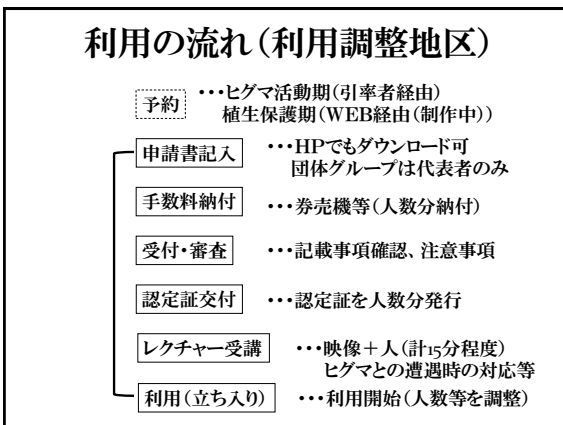 利用の流れ(利用調整地区)
予約 ・・・ヒグマ活動期(引率者経由)
植生保護期(WEB経由(制作中))
申請書記入 ・・・HPでもダウンロード可
団体グループは代表者のみ
手数料納付 ・・・券売機等(人数分納付)
受付・審査 ・・・記載事項確認、注意事項
認定証交付 ・・・認定証を人数分発行
レクチャー受講 ・・・映像+人(計15分程度)
ヒグマとの遭遇時の対応等
利用(立ち入り) ・・・利用開始(人数等を調整)